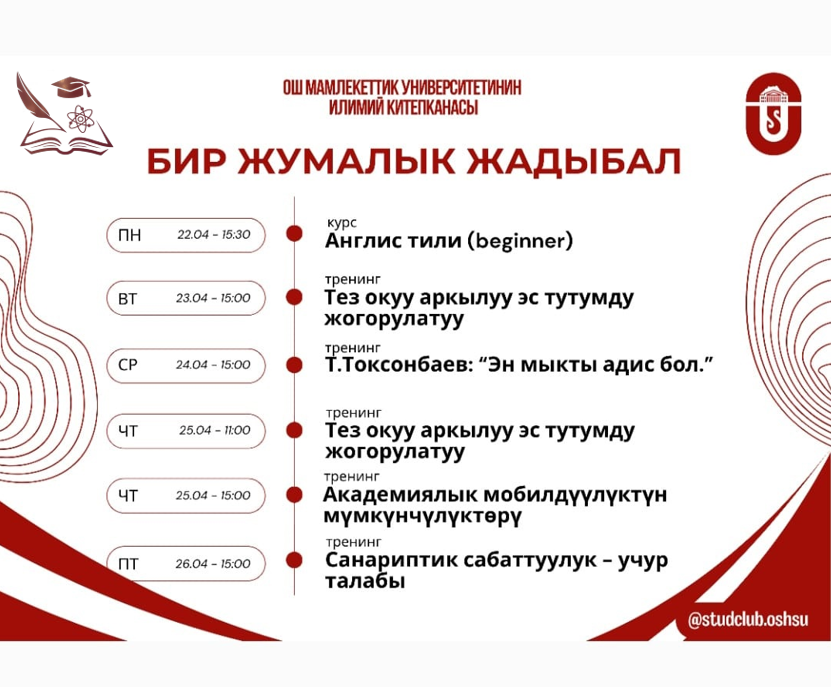 ОШ МАМЛЕКЕТТИК УНИВЕРСИТЕТИНИН
ИЛИМИЙ КИТЕПКАНАСЫ
БИР ЖУМАЛЫК ЖАДЫБАЛ
ПН 22.04 – 15:30
курс
Англис тили (beginner)
ВТ 23.04 – 15:00
тренинг
Тез окуу аркылуу эс тутумду
жогорулатуу
СР 24.04 – 15:00
тренинг
Т.Токсонбаев: “Эн мыкты адис бол.”
ЧТ 25.04 – 11:00
тренинг
Тез окуу аркылуу эс тутумду
жогорулатуу
ЧТ 25.04 – 15:00
тренинг
Академиялык мобилдүүлүктүн
мүмкүнчүлүктөрү
ПТ 26.04 – 15:00
тренинг
Санариптик сабаттуулук – учур
талабы
@studclub.oshsu